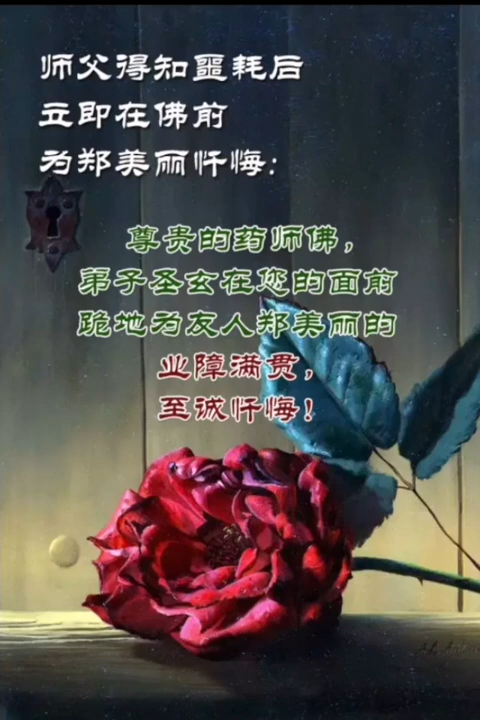 师父得知噩耗后
立即在佛前
为郑美丽忏悔：
尊贵的药师佛，
弟子圣玄在您的面前
跪地为友人郑美丽的
业障满贯，
至诚忏悔！